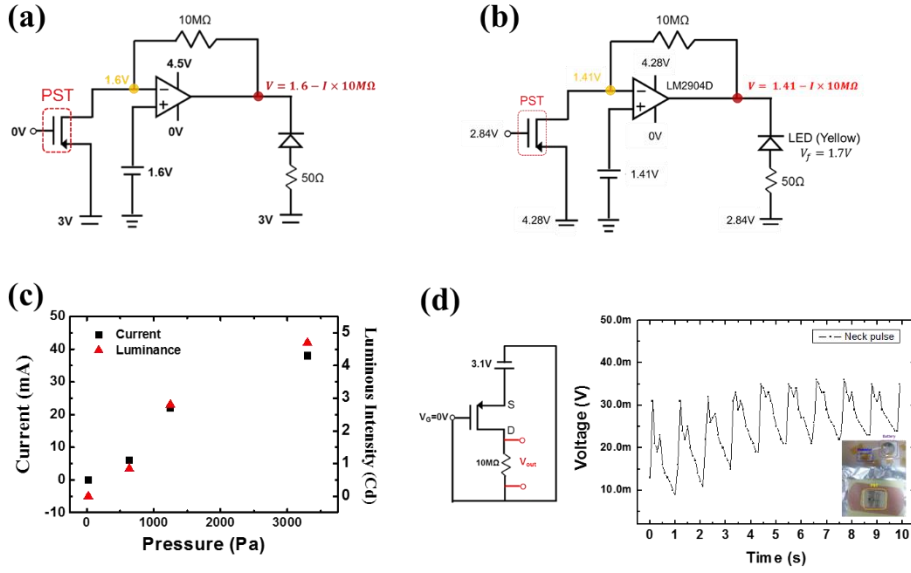 (a)
10MΩ
1.6V
4.5V
V = 1.6 – I × 10MΩ
PST
0V
0V
1.6V
50Ω
3V
3V
(b)
10MΩ
1.41V
4.28V
LM2904D
V = 1.41 – I × 10MΩ
PST
2.84V
0V
LED (Yellow)
V_f = 1.7V
1.41V
50Ω
4.28V
2.84V
(c)
Current
Luminance
Current (mA)
50
40
30
20
10
0
-10
Luminous Intensity (Cd)
5
4
3
2
1
0
0
1000
2000
3000
Pressure (Pa)
(d)
3.1V
S
V_G=0V
D
10MΩ
V_out
Neck pulse
Voltage (V)
50.0m
40.0m
30.0m
20.0m
10.0m
0.0
0 1 2 3 4 5 6 7 8 9 10
Time (s)
battery